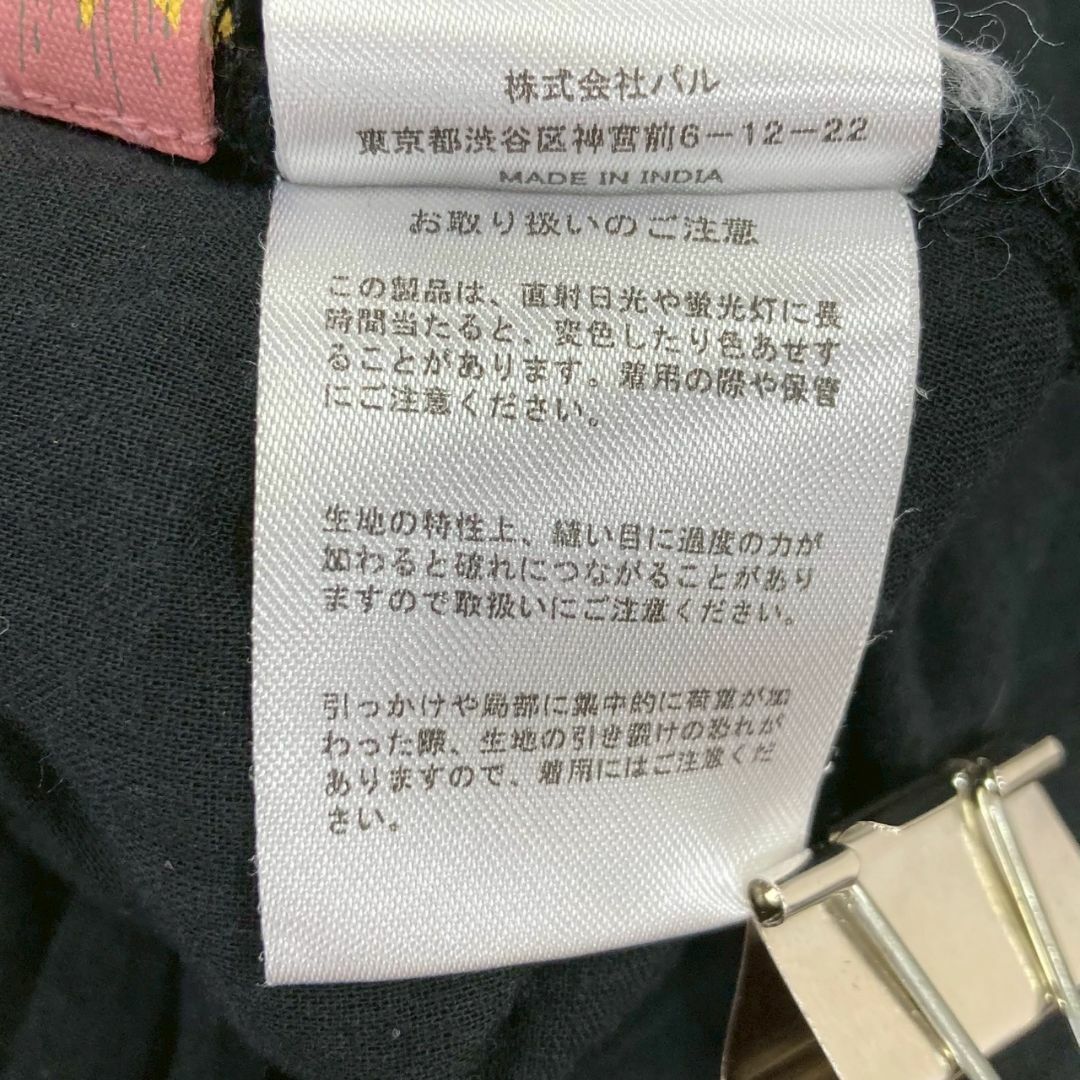 株式会社パル
東京都渋谷区神宮前6-12-22
MADE IN INDIA
お取り扱いのご注意
この製品は、直射日光や蛍光灯に長
時間当たると、変色したり色あせす
ることがあります。着用の際や保管
にご注意ください。
生地の特性上、縫い目に過度の力が
加わると破れにつながることがあり
ますので取扱いにご注意ください。
引っかけや局部に集中的に荷重が加
わった際、生地の引き裂けの恐れが
ありますので、着用にはご注意くだ
さい。